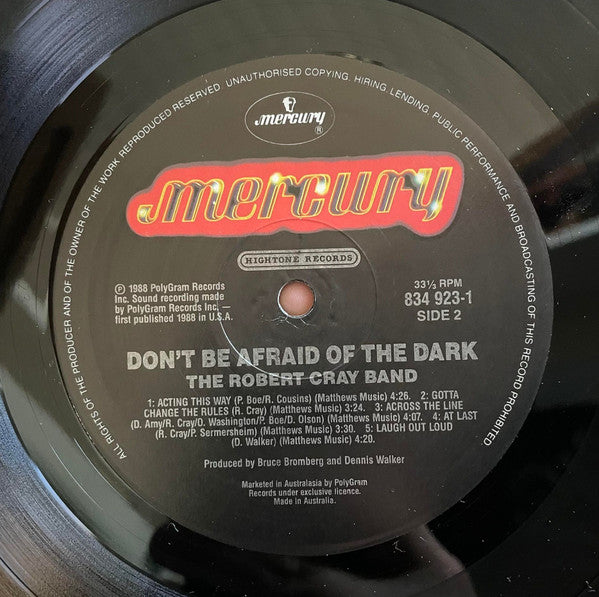 ALL RIGHTS OF THE PRODUCER AND OF THE OWNER OF THE WORK REPRODUCED RESERVED. UNAUTHORISED COPYING, HIRING, LENDING, PUBLIC PERFORMANCE AND BROADCASTING OF THIS RECORD PROHIBITED.
mercury
®
mercury
HIGHTONE RECORDS
℗ 1988 PolyGram Records
Inc. Sound recording made
by PolyGram Records Inc. —
first published 1988 in U.S.A.
33⅓ RPM
834 923-1
SIDE 2
DON'T BE AFRAID OF THE DARK
THE ROBERT CRAY BAND
1: ACTING THIS WAY (P. Boe/R. Cousins) (Matthews Music) 4:26. 2: GOTTA
CHANGE THE RULES (R. Cray) (Matthews Music) 3:24. 3: ACROSS THE LINE
(D. Amy/R. Cray/D. Washington/P. Boe/D. Olson) (Matthews Music) 4:07. 4: AT LAST
(R. Cray/P. Sermersheim) (Matthews Music) 3:30. 5: LAUGH OUT LOUD
(D. Walker) (Matthews Music) 4:20.
Produced by Bruce Bromberg and Dennis Walker
Marketed in Australasia by PolyGram
Records under exclusive licence.
Made in Australia.